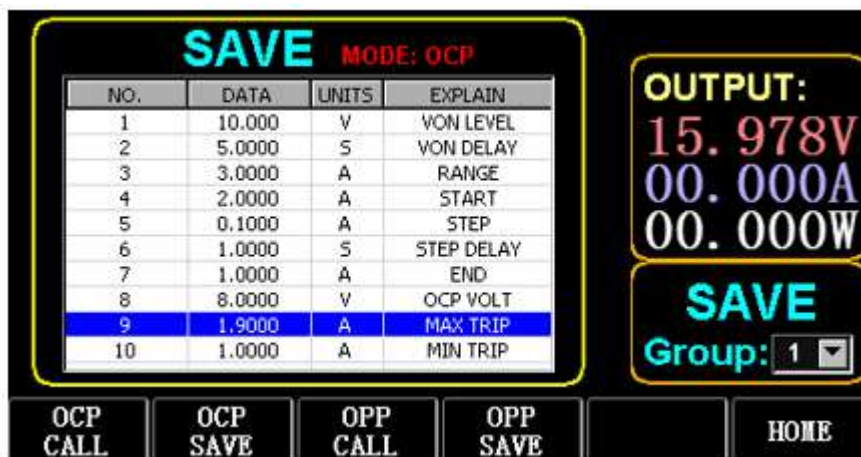 SAVE MODE: OCP
NO. DATA UNITS EXPLAIN
1 10.000 V VON LEVEL
2 5.0000 S VON DELAY
3 3.0000 A RANGE
4 2.0000 A START
5 0.1000 A STEP
6 1.0000 S STEP DELAY
7 1.0000 A END
8 8.0000 V OCP VOLT
9 1.9000 A MAX TRIP
10 1.0000 A MIN TRIP
OUTPUT:
15.978V
00.000A
00.000W
SAVE
Group: 1
OCP CALL
OCP SAVE
OPP CALL
OPP SAVE
HOME